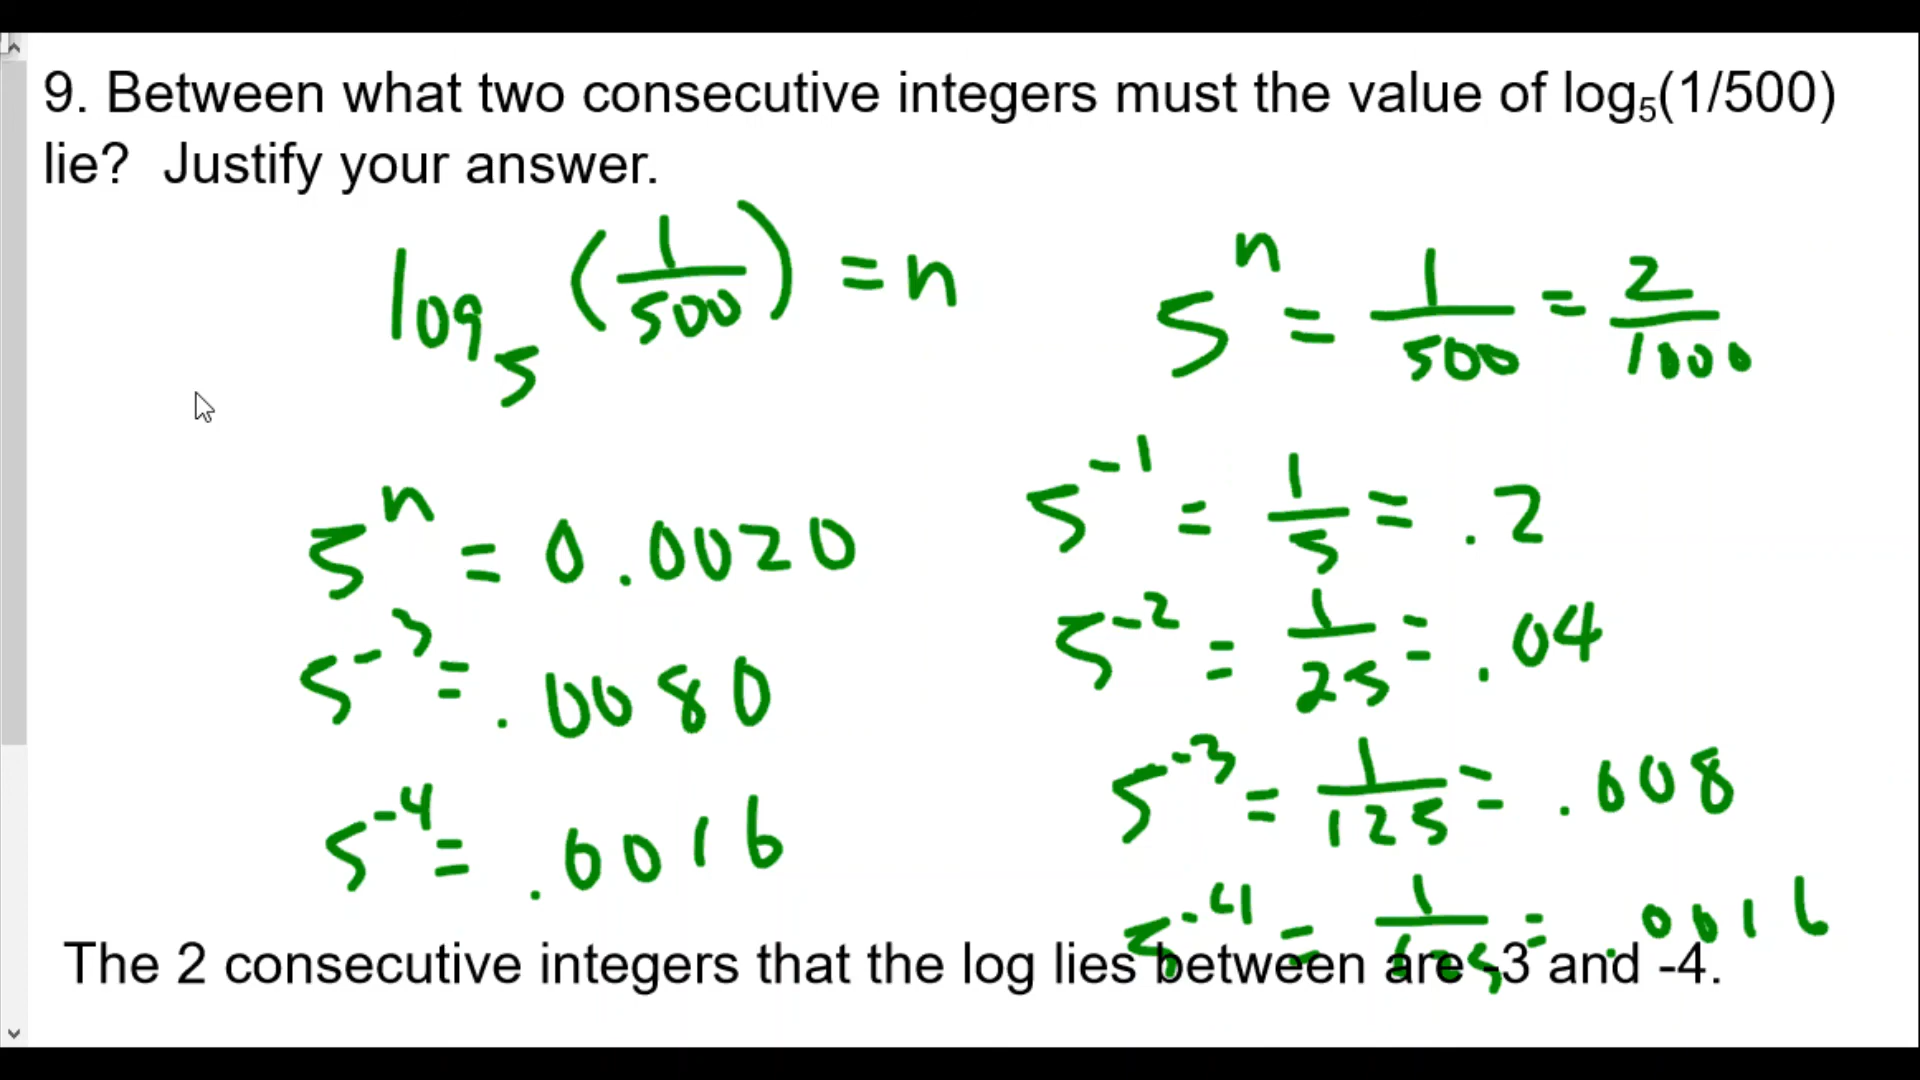 9. Between what two consecutive integers must the value of log₅(1/500)
lie? Justify your answer.
log₅ (1/500) = n
5ⁿ = 1/500 = 2/1000
5ⁿ = 0.0020
5⁻³ = .0080
5⁻⁴ = .0016
5⁻¹ = 1/5 = .2
5⁻² = 1/25 = .04
5⁻³ = 1/125 = .008
5⁻⁴ = 1/625 = .0016
The 2 consecutive integers that the log lies between are -3 and -4.